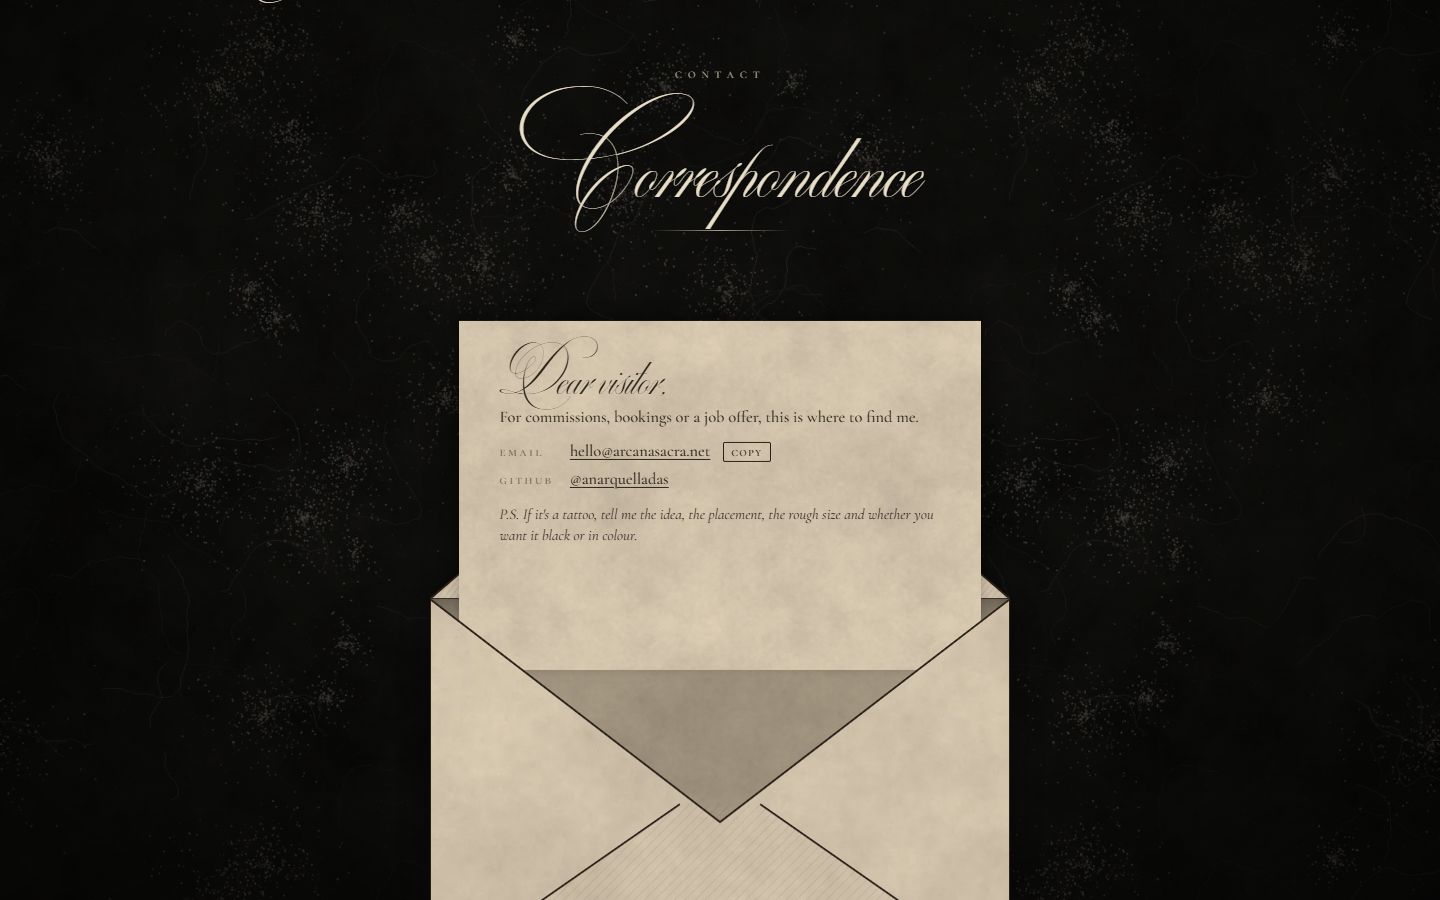 CONTACT
Correspondence
Dear visitor,
For commissions, bookings or a job offer, this is where to find me.
EMAIL hello@arcanasacra.net COPY
GITHUB @anarquelladas
P.S. If it's a tattoo, tell me the idea, the placement, the rough size and whether you
want it black or in colour.